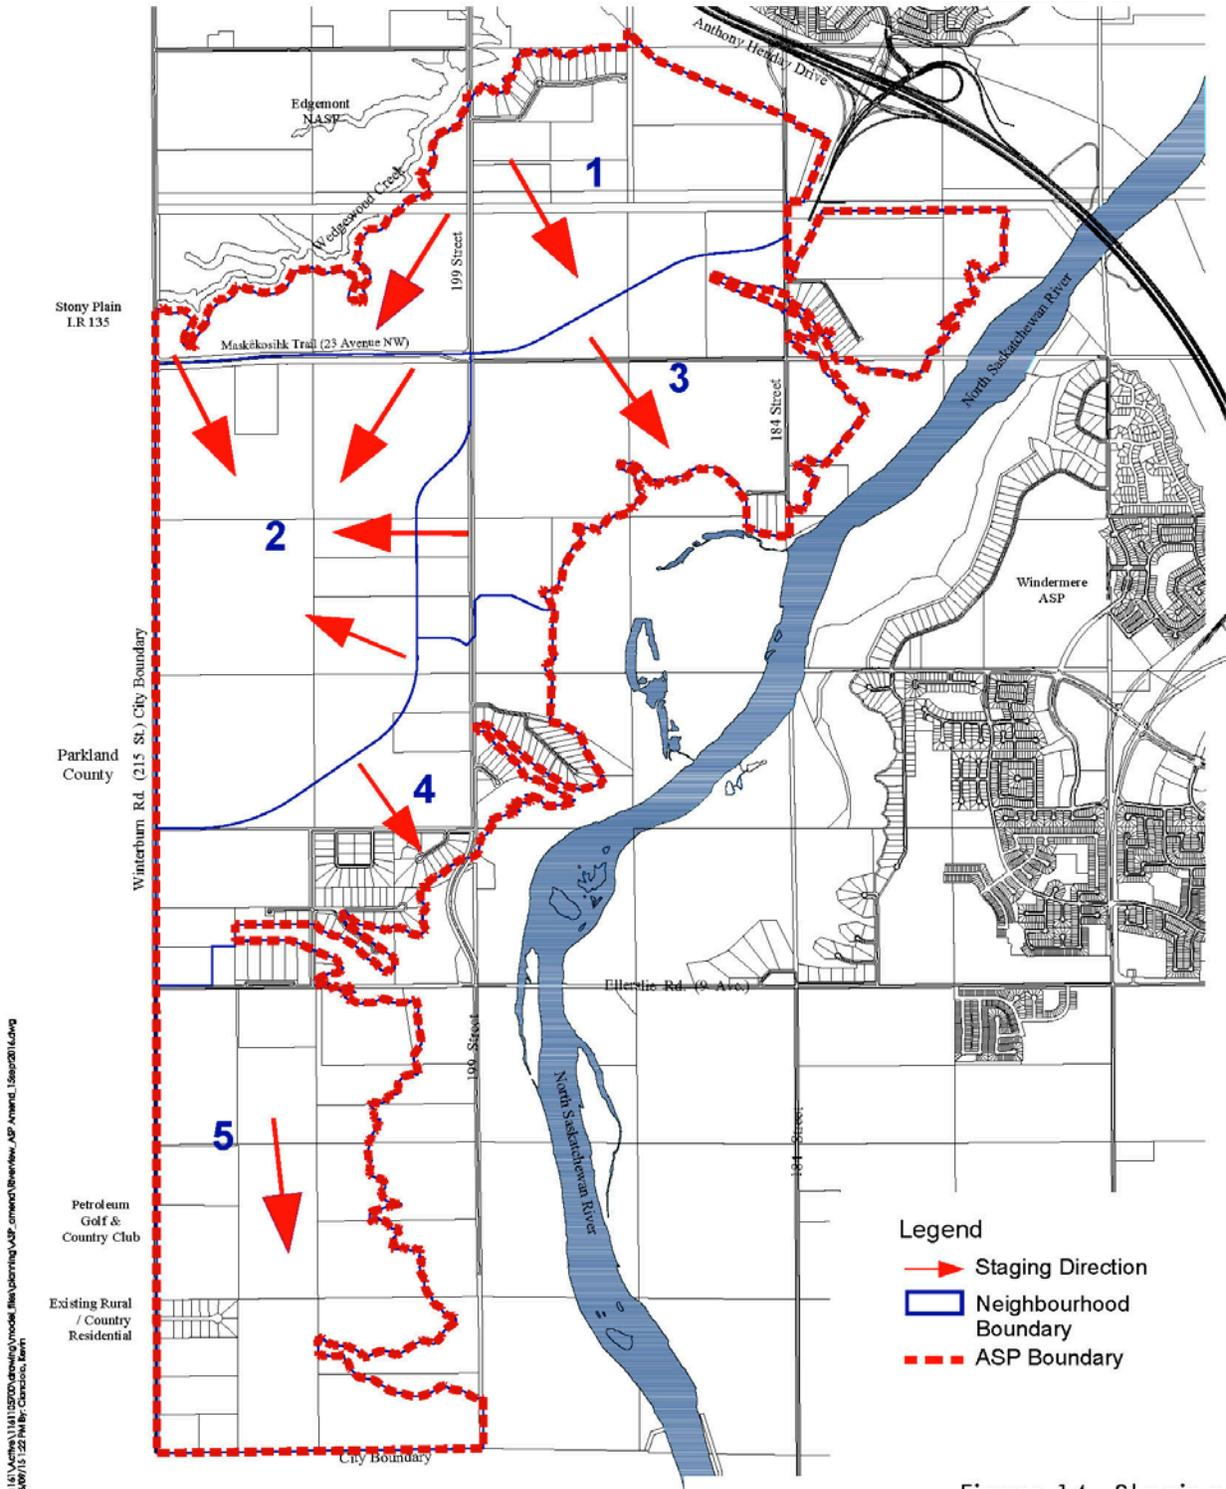 Anthony Henday Drive
Edgemont
NASP
1
Wedgewood Creek
199 Street
Stony Plain
I.R 135
Maskêkosihk Trail (23 Avenue NW)
3
184 Street
North Saskatchewan River
2
Windermere
ASP
Winterburn Rd. (215 St.) City Boundary
Parkland
County
4
Ellerslie Rd. (9 Ave.)
199 Street
North Saskatchewan River
184 Street
5
Petroleum
Golf &
Country Club
Existing Rural
/ Country
Residential
City Boundary
Legend
Staging Direction
Neighbourhood
Boundary
ASP Boundary